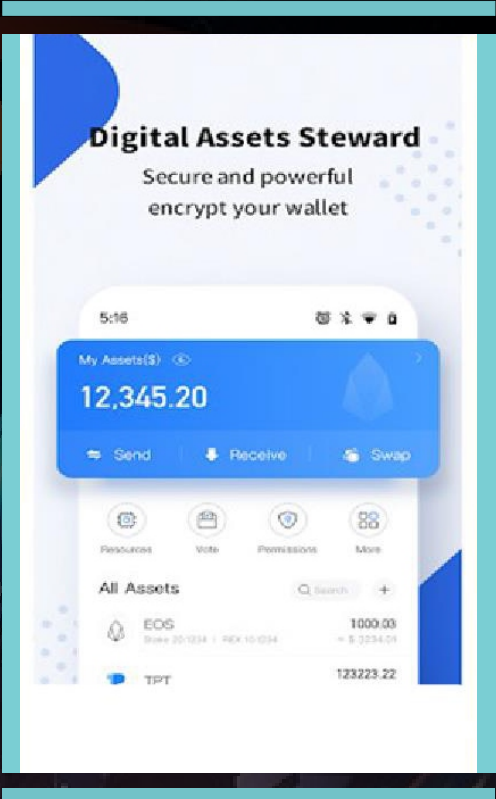 Digital Assets Steward
Secure and powerful
encrypt your wallet
5:16
My Assets($)
12,345.20
Send Receive Swap
Resources Vote Permissions More
All Assets Search +
EOS 1000.03
TPT 123223.22